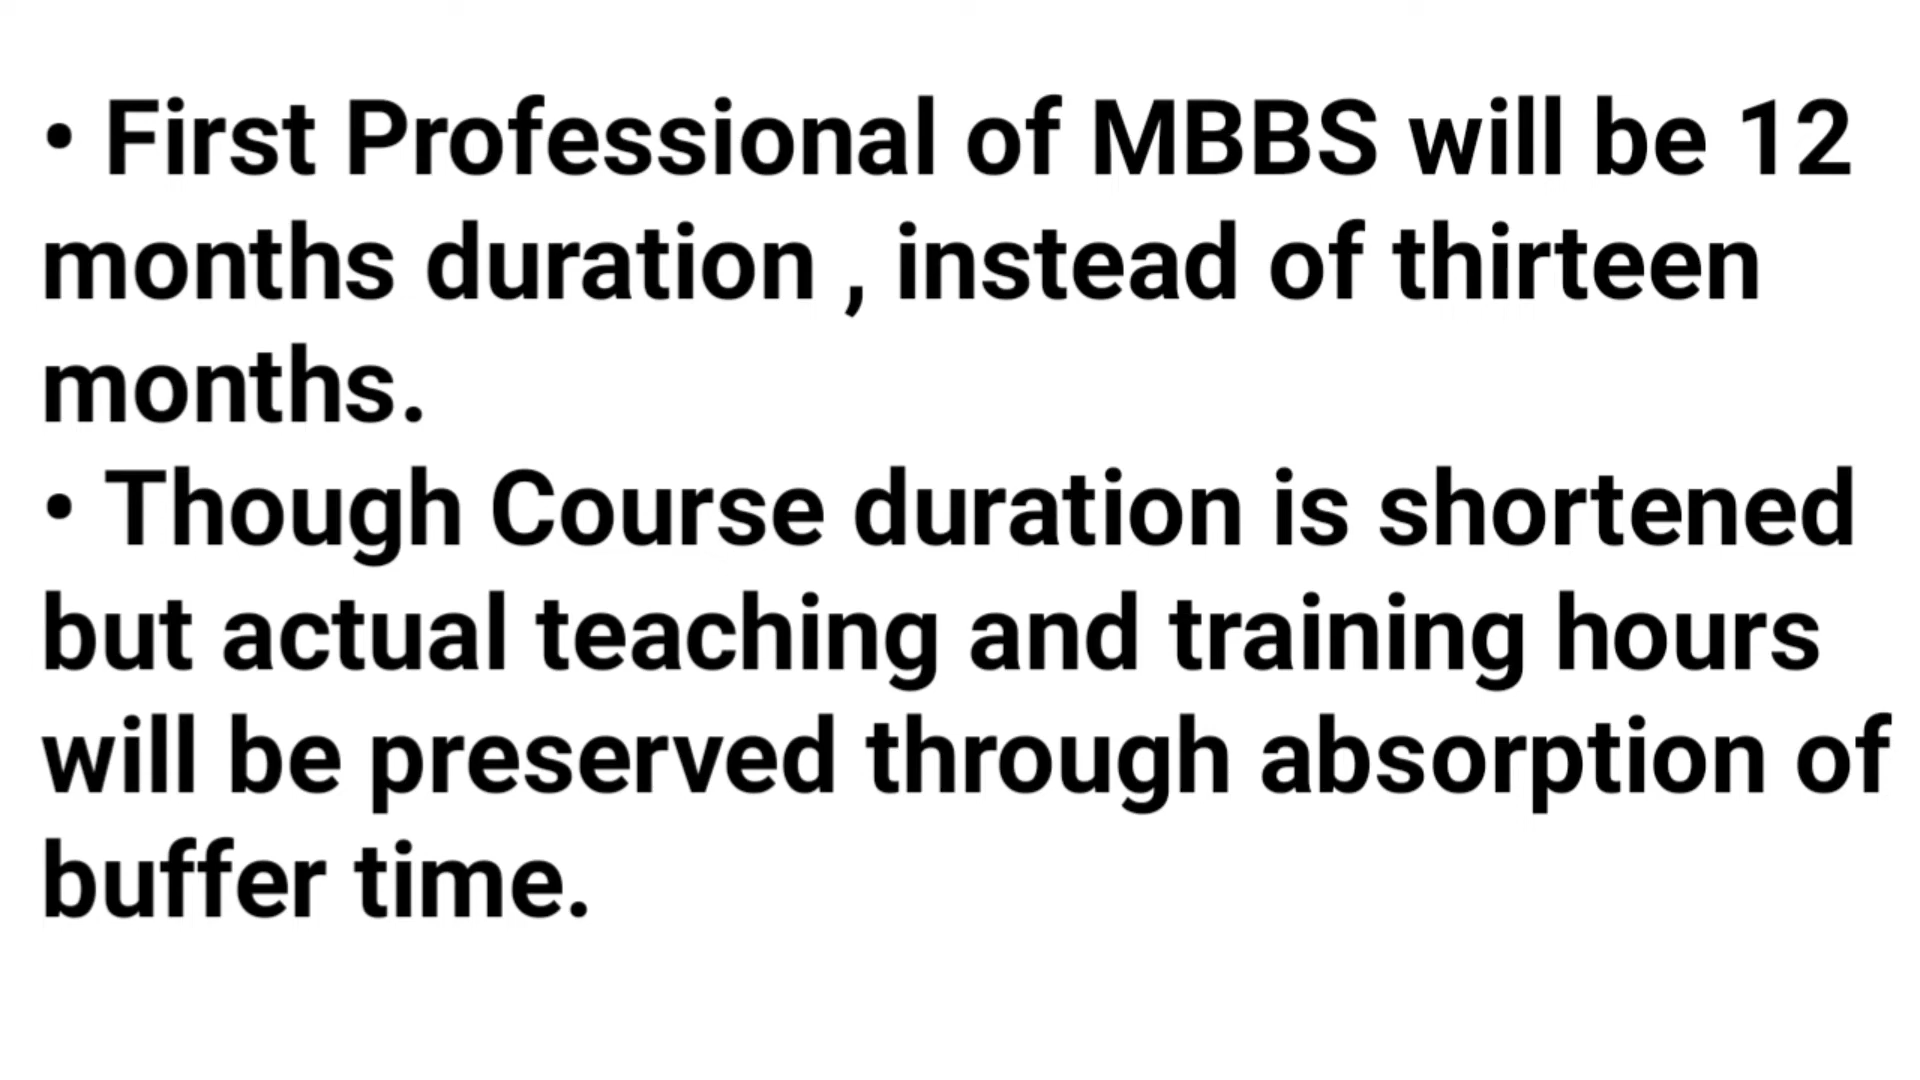 • First Professional of MBBS will be 12
months duration , instead of thirteen
months.
• Though Course duration is shortened
but actual teaching and training hours
will be preserved through absorption of
buffer time.